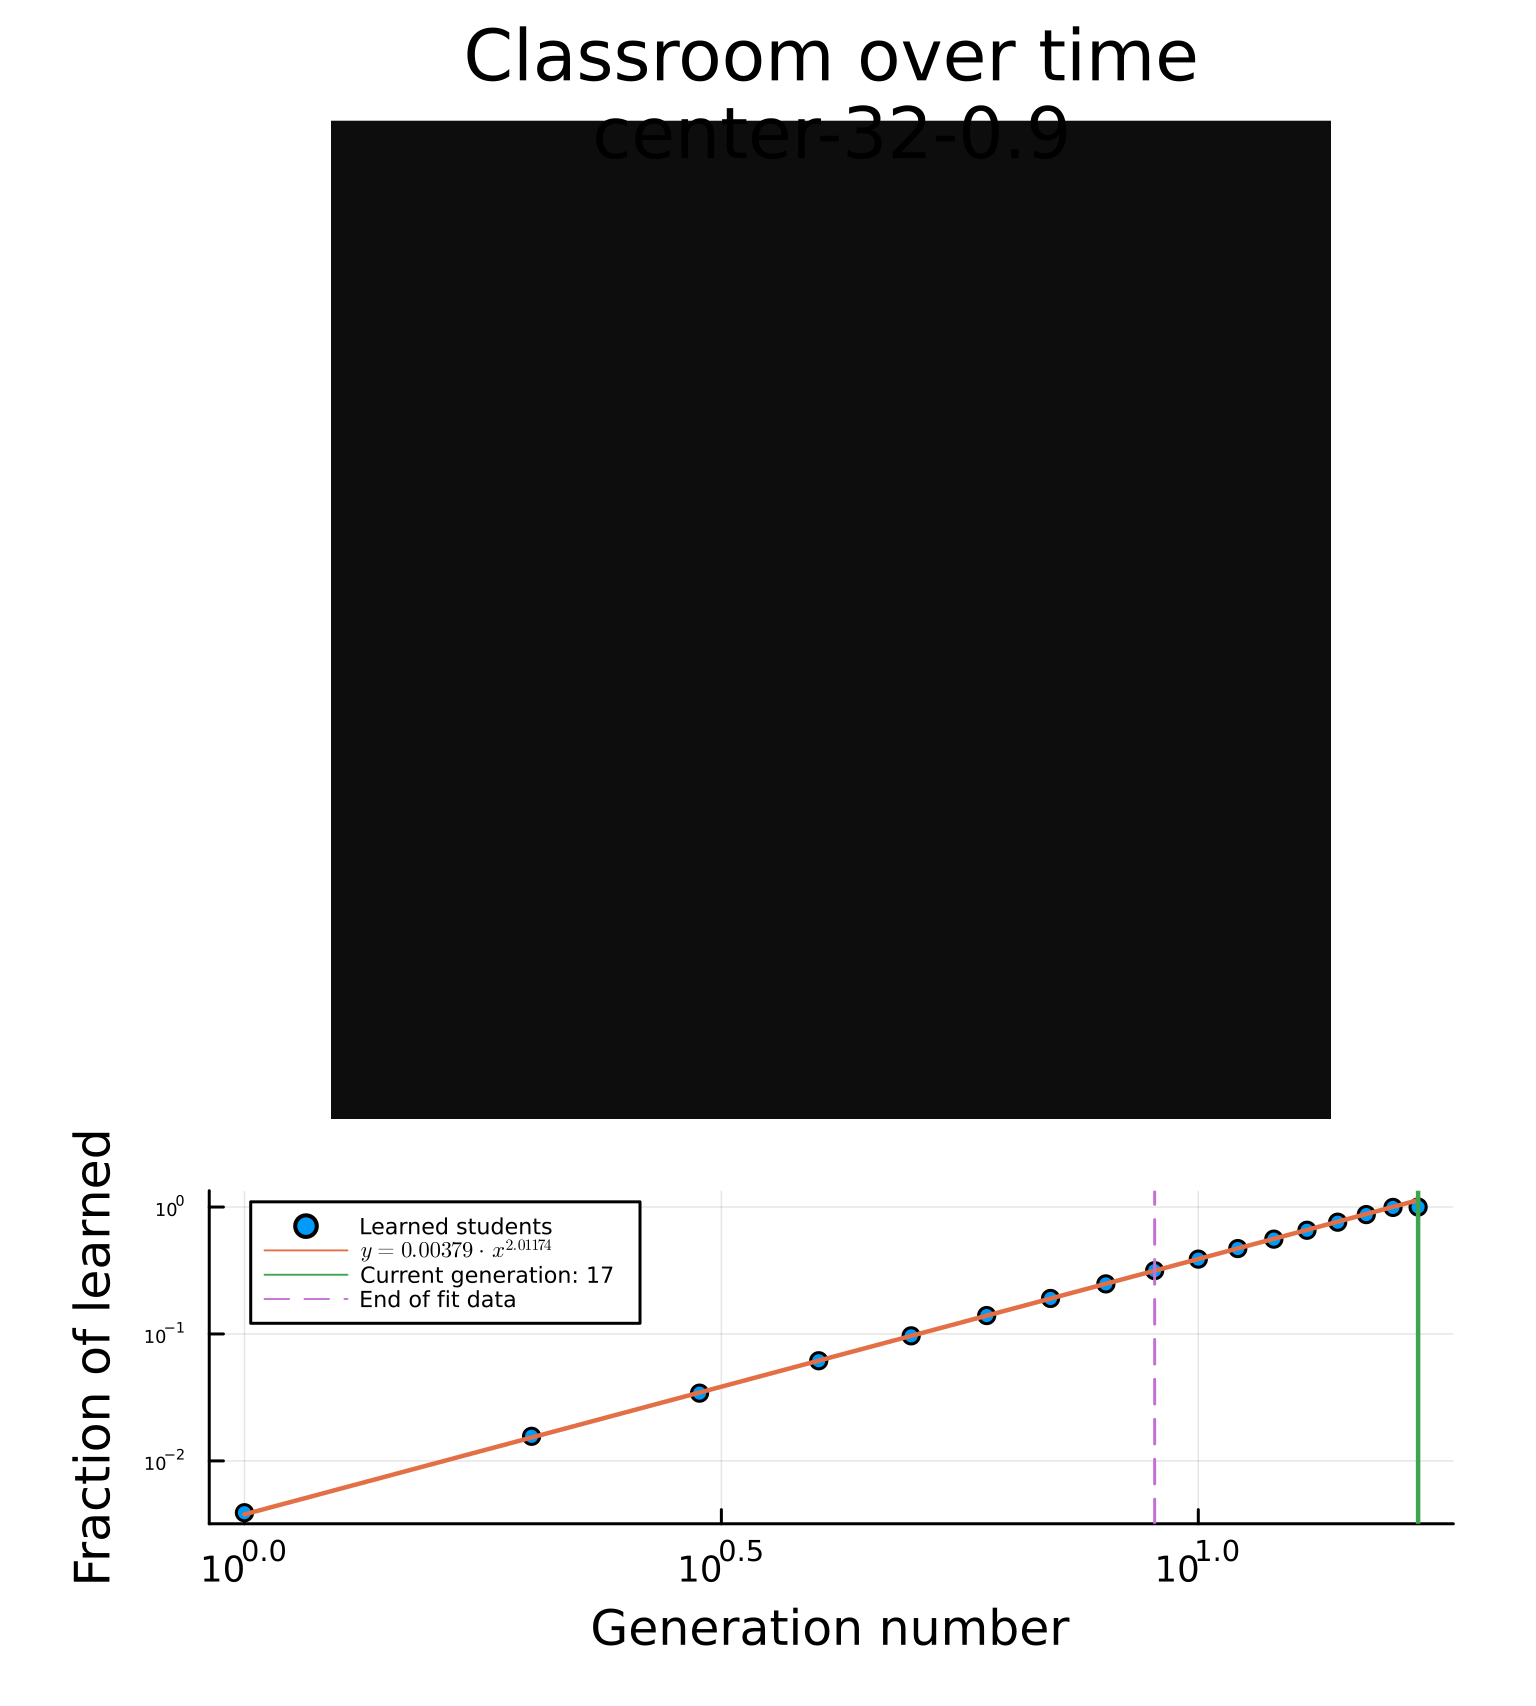 Classroom over time
center-32-0.9
Fraction of learned
10^0
10^-1
10^-2
Learned students
y = 0.00379 · x^2.01174
Current generation: 17
End of fit data
10^0.0 10^0.5 10^1.0
Generation number